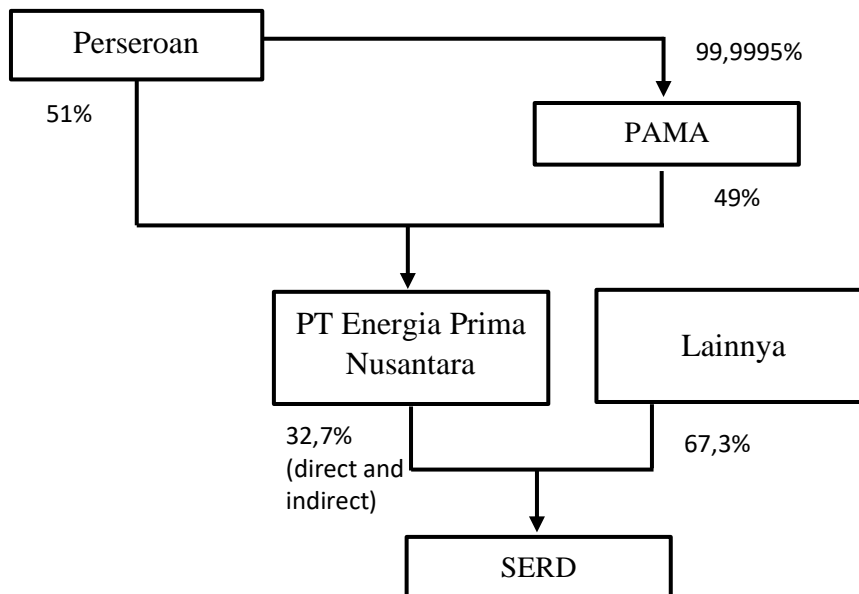 Perseroan
99,9995%
51%
PAMA
49%
PT Energia Prima
Nusantara
Lainnya
32,7%
(direct and
indirect)
67,3%
SERD